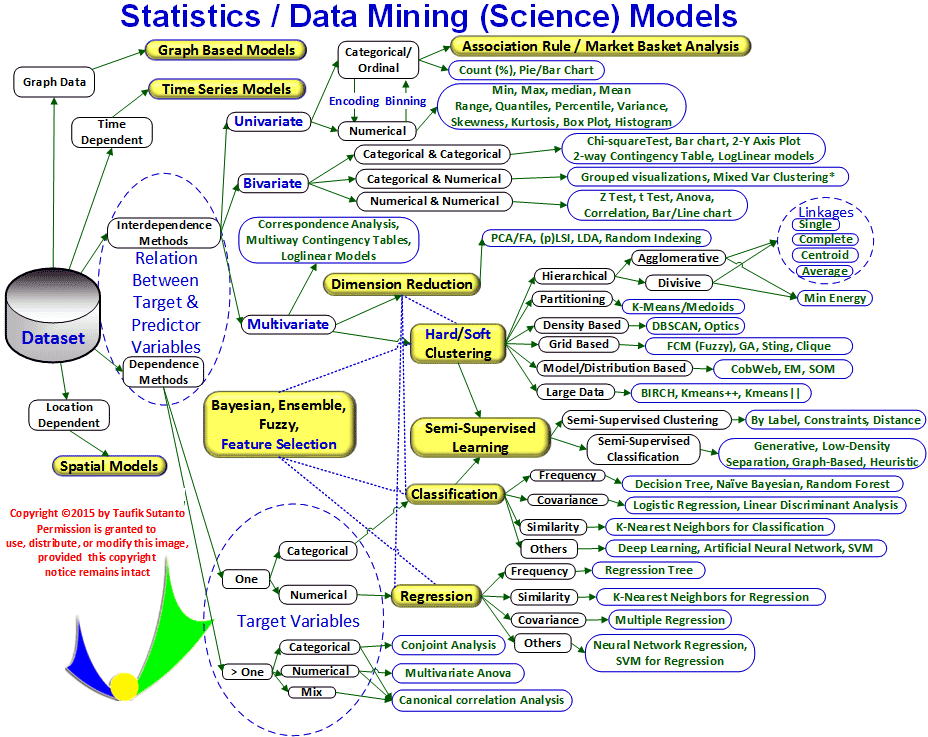 Statistics / Data Mining (Science) Models
Graph Based Models
Graph Data
Time Series Models
Time
Dependent
Interdependence
Methods
Relation
Between
Target &
Predictor
Variables
Dependence
Methods
Dataset
Location
Dependent
Spatial Models
Univariate
Categorical/
Ordinal
Encoding
Binning
Numerical
Association Rule / Market Basket Analysis
Count (%), Pie/Bar Chart
Min, Max, median, Mean
Range, Quantiles, Percentile, Variance,
Skewness, Kurtosis, Box Plot, Histogram
Bivariate
Categorical & Categorical
Chi-squareTest, Bar chart, 2-Y Axis Plot
2-way Contingency Table, LogLinear models
Categorical & Numerical
Grouped visualizations, Mixed Var Clustering*
Numerical & Numerical
Z Test, t Test, Anova,
Correlation, Bar/Line chart
Multivariate
Correspondence Analysis,
Multiway Contingency Tables,
Loglinear Models
Dimension Reduction
PCA/FA, (p)LSI, LDA, Random Indexing
Hard/Soft
Clustering
Hierarchical
Agglomerative
Divisive
Linkages
Single
Complete
Centroid
Average
Min Energy
Partitioning
K-Means/Medoids
Density Based
DBSCAN, Optics
Grid Based
FCM (Fuzzy), GA, Sting, Clique
Model/Distribution Based
CobWeb, EM, SOM
Large Data
BIRCH, Kmeans++, Kmeans||
Bayesian, Ensemble,
Fuzzy,
Feature Selection
Semi-Supervised
Learning
Semi-Supervised Clustering
By Label, Constraints, Distance
Semi-Supervised
Classification
Generative, Low-Density
Separation, Graph-Based, Heuristic
Classification
Frequency
Decision Tree, Naïve Bayesian, Random Forest
Covariance
Logistic Regression, Linear Discriminant Analysis
Similarity
K-Nearest Neighbors for Classification
Others
Deep Learning, Artificial Neural Network, SVM
One
Categorical
Numerical
Target Variables
Regression
Frequency
Regression Tree
Similarity
K-Nearest Neighbors for Regression
Covariance
Multiple Regression
Others
Neural Network Regression,
SVM for Regression
> One
Categorical
Conjoint Analysis
Numerical
Multivariate Anova
Mix
Canonical correlation Analysis
Copyright ©2015 by Taufik Sutanto
Permission is granted to
use, distribute, or modify this image,
provided this copyright
notice remains intact